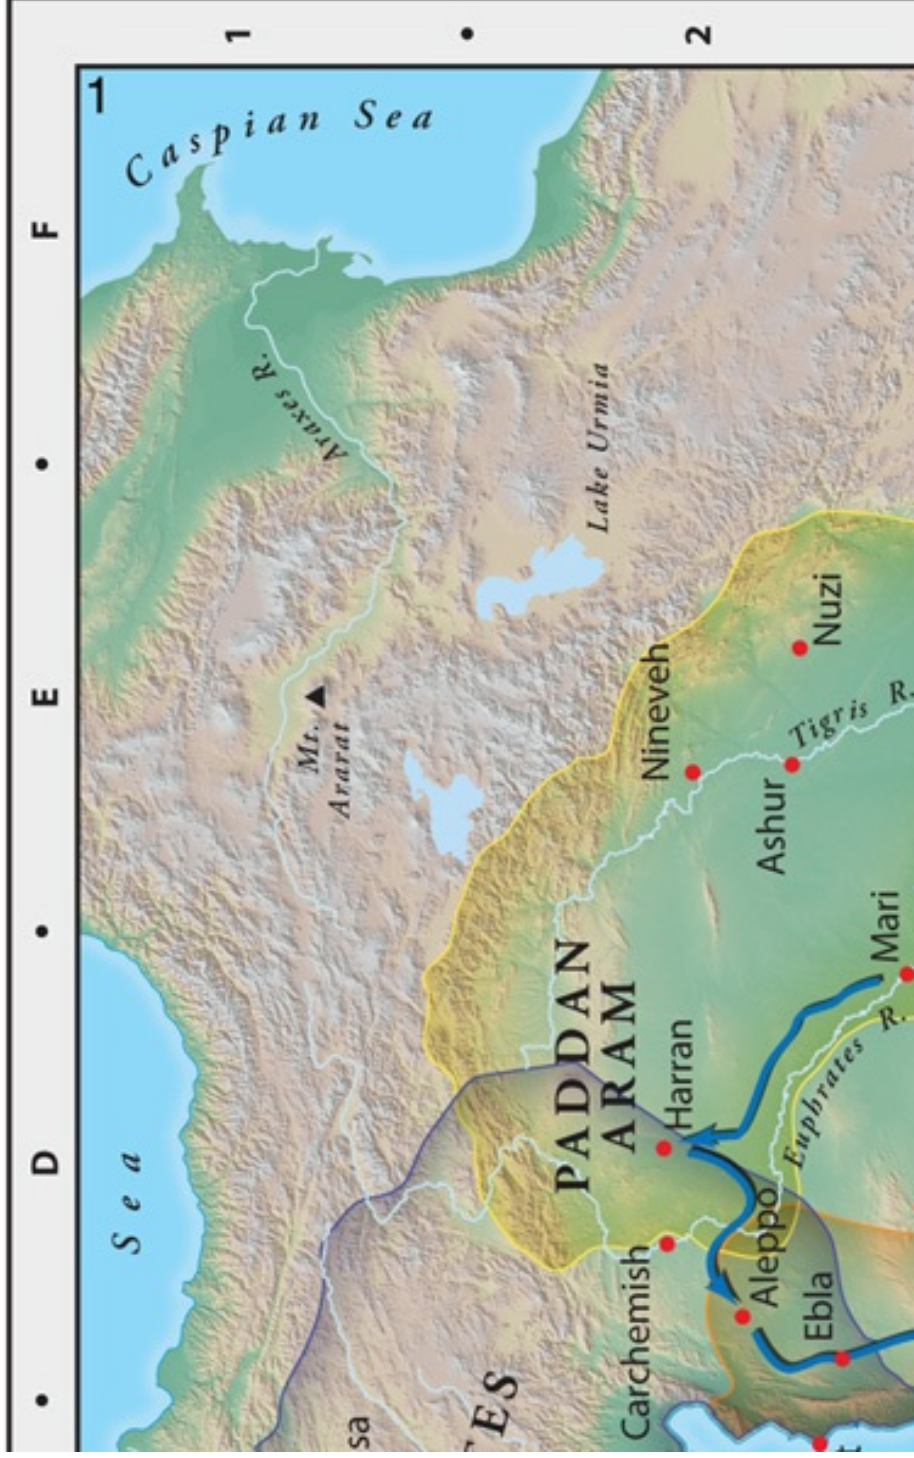 1
2
F
E
D
1
Caspian Sea
Araxes R.
Lake Urmia
Mt.
Ararat
Nineveh
Nuzi
Tigris R.
Ashur
Mari
PADDAN
ARAM
Harran
Euphrates R.
Sea
Carchemish
Aleppo
Ebla